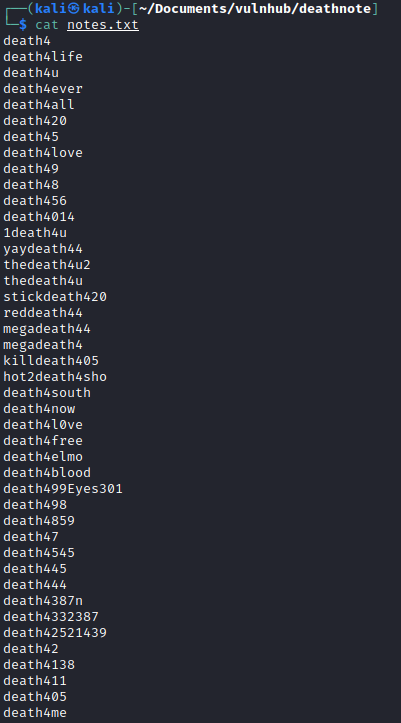 ┌──(kali㉿kali)-[~/Documents/vulnhub/deathnote]
└─$ cat notes.txt
death4
death4life
death4u
death4ever
death4all
death420
death45
death4love
death49
death48
death456
death4014
1death4u
yaydeath44
thedeath4u2
thedeath4u
stickdeath420
reddeath44
megadeath44
megadeath4
killdeath405
hot2death4sho
death4south
death4now
death4l0ve
death4free
death4elmo
death4blood
death499Eyes301
death498
death4859
death47
death4545
death445
death444
death4387n
death4332387
death42521439
death42
death4138
death411
death405
death4me